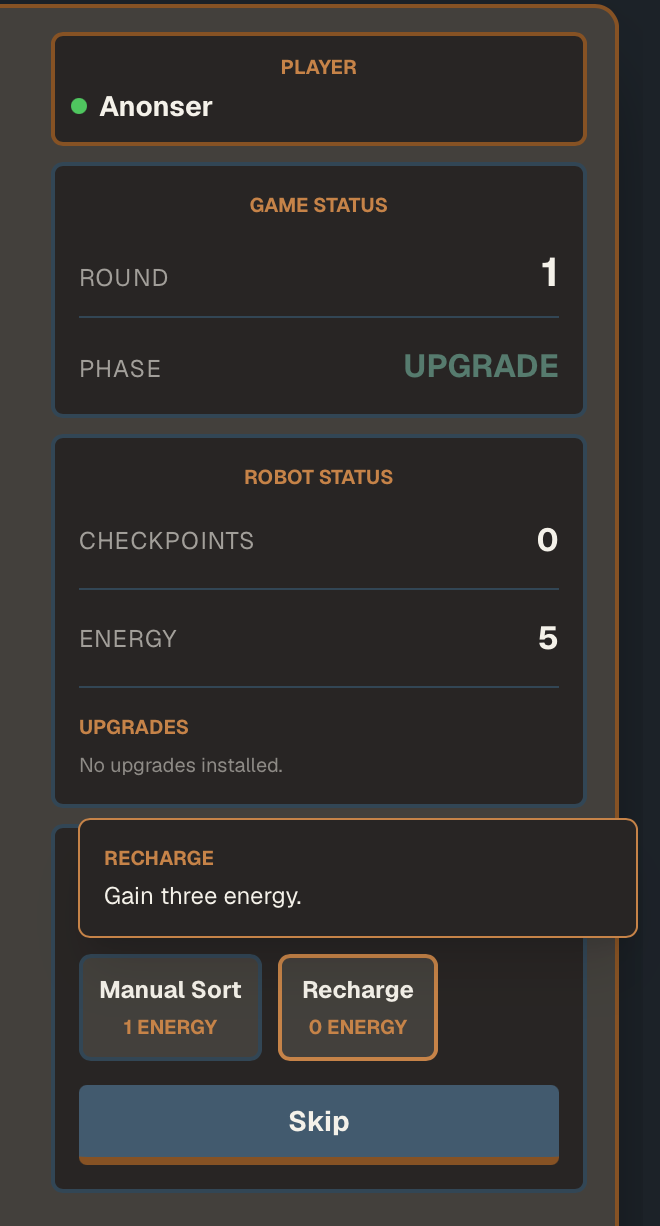 PLAYER
Anonser
GAME STATUS
ROUND 1
PHASE UPGRADE
ROBOT STATUS
CHECKPOINTS 0
ENERGY 5
UPGRADES
No upgrades installed.
RECHARGE
Gain three energy.
Manual Sort Recharge
1 ENERGY 0 ENERGY
Skip